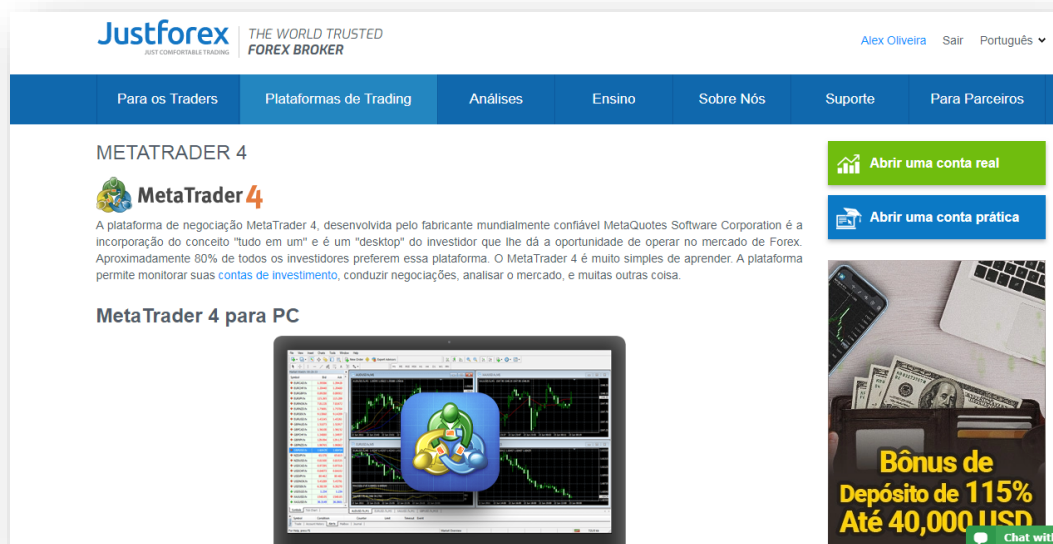 Justforex
JUST COMFORTABLE TRADING
THE WORLD TRUSTED
FOREX BROKER
Alex Oliveira Sair Português
Para os Traders Plataformas de Trading Análises Ensino Sobre Nós Suporte Para Parceiros
METATRADER 4
MetaTrader 4
A plataforma de negociação MetaTrader 4, desenvolvida pelo fabricante mundialmente confiável MetaQuotes Software Corporation é a
incorporação do conceito "tudo em um" e é um "desktop" do investidor que lhe dá a oportunidade de operar no mercado de Forex.
Aproximadamente 80% de todos os investidores preferem essa plataforma. O MetaTrader 4 é muito simples de aprender. A plataforma
permite monitorar suas contas de investimento, conduzir negociações, analisar o mercado, e muitas outras coisa.
MetaTrader 4 para PC
Abrir uma conta real
Abrir uma conta prática
Bônus de
Depósito de 115%
Até 40,000 USD
Chat with